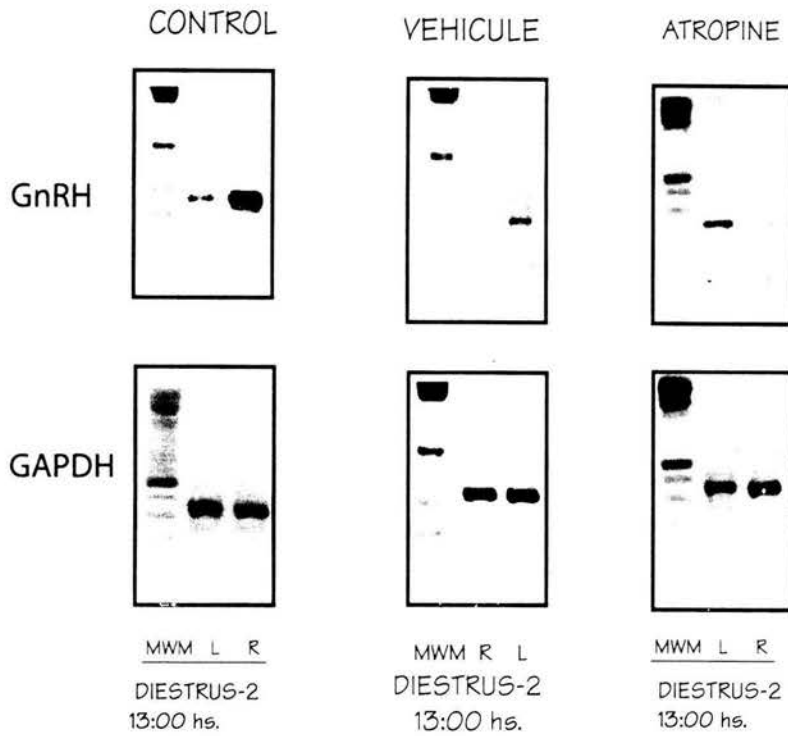 CONTROL VEHICULE ATROPINE
GnRH
GAPDH
MWM L R MWM R L MWM L R
DIESTRUS-2 DIESTRUS-2 DIESTRUS-2
13:00 hs. 13:00 hs. 13:00 hs.